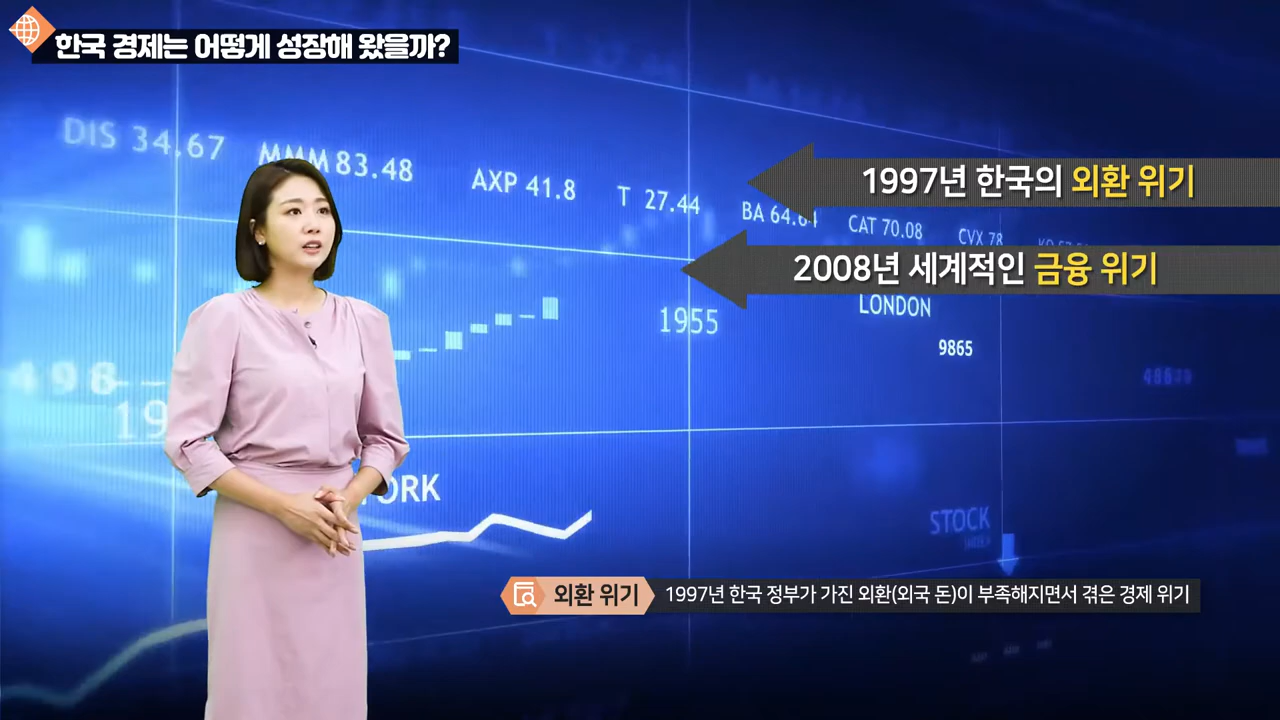 한국 경제는 어떻게 성장해 왔을까?
DIS 34.67
MMM 83.48
AXP 41.8
T 27.44
BA 64.64
CAT 70.08
CVX 78
1997년 한국의 외환 위기
2008년 세계적인 금융 위기
LONDON
1955
9865
496
19
ORK
STOCK
외환 위기
1997년 한국 정부가 가진 외환(외국 돈)이 부족해지면서 겪은 경제 위기